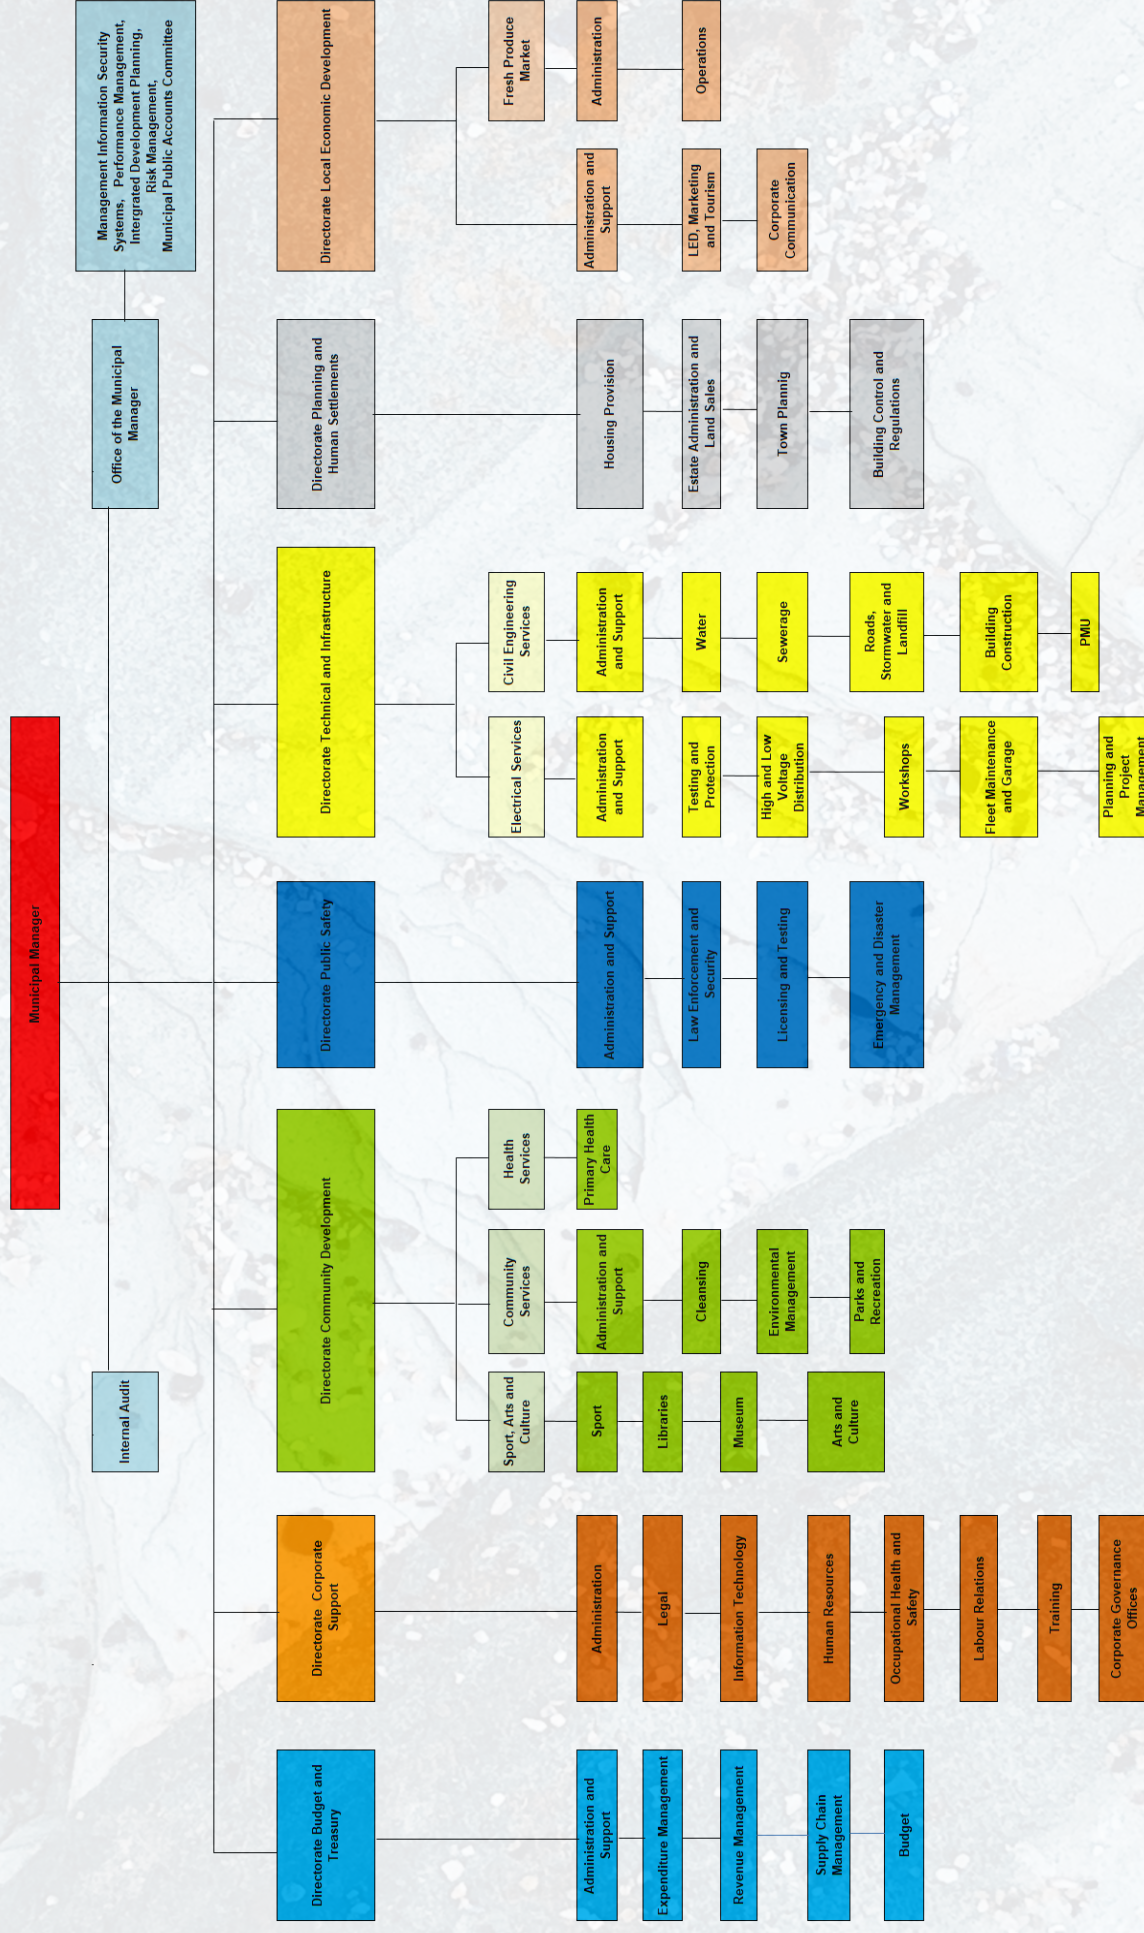 Municipal Manager
Internal Audit
Office of the Municipal
Manager
Management Information Security
Systems, Performance Management,
Intergrated Development Planning,
Risk Management,
Municipal Public Accounts Committee
Directorate Budget and
Treasury
Administration and
Support
Expenditure Management
Revenue Management
Supply Chain
Management
Budget
Directorate Corporate
Support
Administration
Legal
Information Technology
Human Resources
Occupational Health and
Safety
Labour Relations
Training
Corporate Governance
Offices
Directorate Community Development
Sport, Arts and
Culture
Sport
Libraries
Museum
Arts and
Culture
Community
Services
Administration and
Support
Cleansing
Environmental
Management
Parks and
Recreation
Health
Services
Primary Health
Care
Directorate Public Safety
Administration and Support
Law Enforcement and
Security
Licensing and Testing
Emergency and Disaster
Management
Directorate Technical and Infrastructure
Electrical Services
Administration
and Support
Testing and
Protection
High and Low
Voltage
Distribution
Workshops
Fleet Maintenance
and Garage
Planning and
Project
Management
Civil Engineering
Services
Administration
and Support
Water
Sewerage
Roads,
Stormwater and
Landfill
Building
Construction
PMU
Directorate Planning and
Human Settlements
Housing Provision
Estate Administration and
Land Sales
Town Plannig
Building Control and
Regulations
Directorate Local Economic Development
Administration and
Support
LED, Marketing
and Tourism
Corporate
Communication
Fresh Produce
Market
Administration
Operations